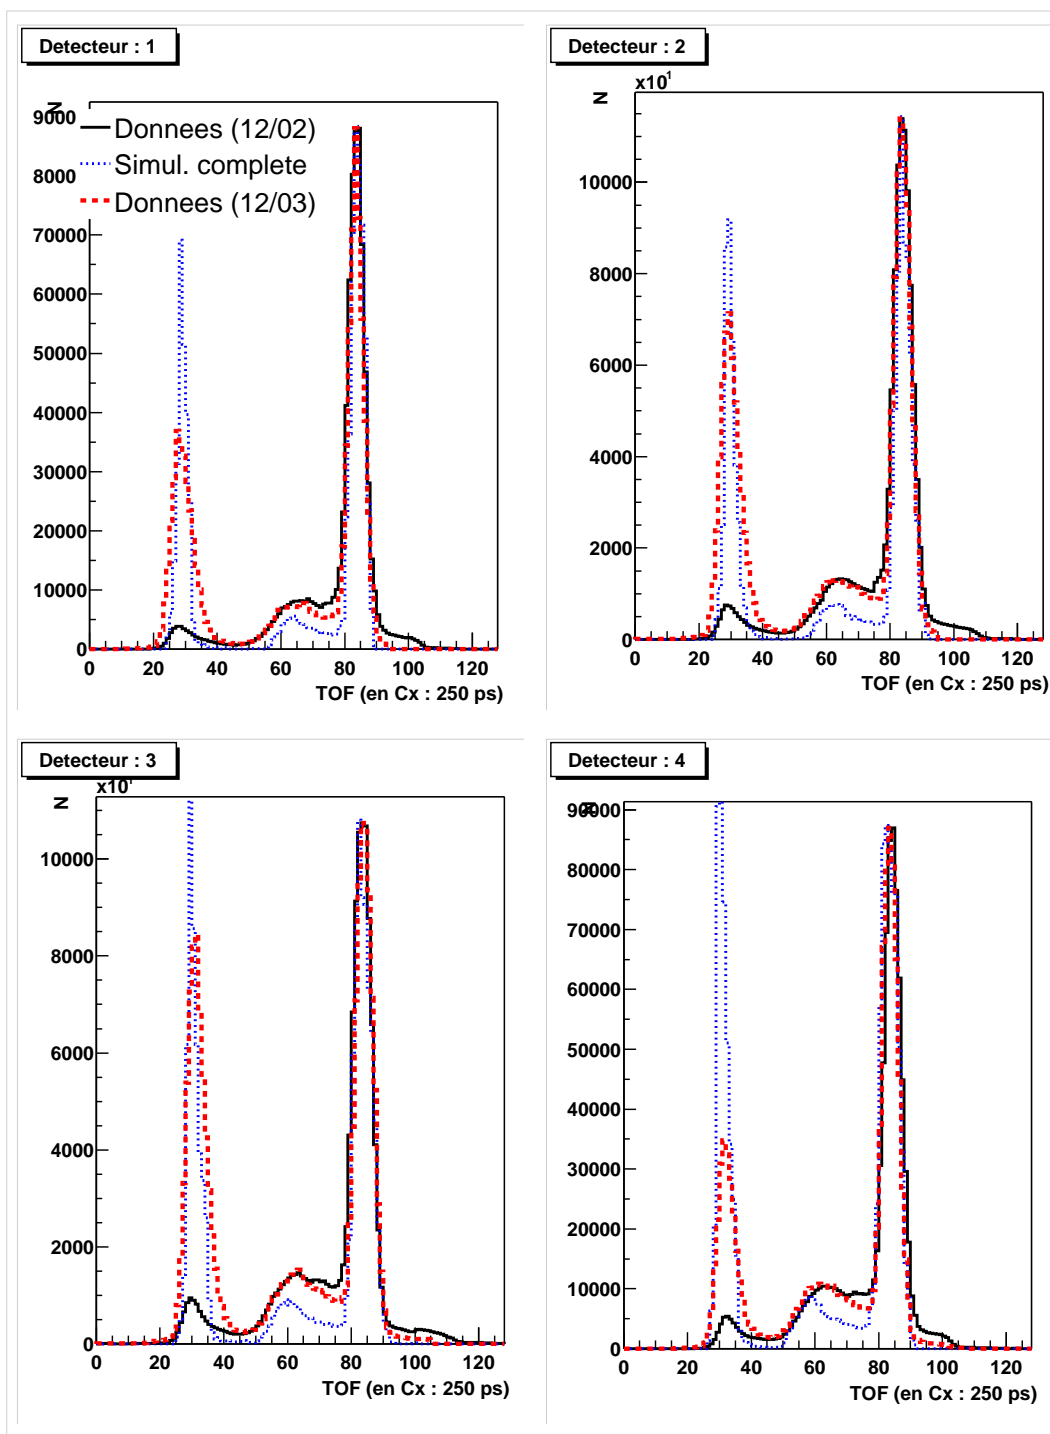 Detecteur : 1
N
9000
Donnees (12/02)
Simul. complete
8000
Donnees (12/03)
70000
60000
50000
40000
30000
20000
10000
0
0 20 40 60 80 100 120
TOF (en Cx : 250 ps)
Detecteur : 2
x10¹
N
10000
8000
6000
4000
2000
0
0 20 40 60 80 100 120
TOF (en Cx : 250 ps)
Detecteur : 3
x10¹
N
10000
8000
6000
4000
2000
0
0 20 40 60 80 100 120
TOF (en Cx : 250 ps)
Detecteur : 4
N
90000
80000
70000
60000
50000
40000
30000
20000
10000
0
0 20 40 60 80 100 120
TOF (en Cx : 250 ps)